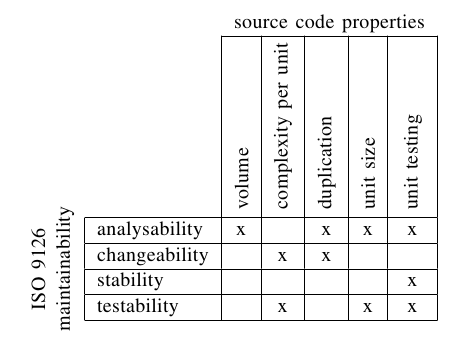 source code properties
volume
complexity per unit
duplication
unit size
unit testing
ISO 9126
maintainability
analysability x x x x
changeability x x
stability x
testability x x x